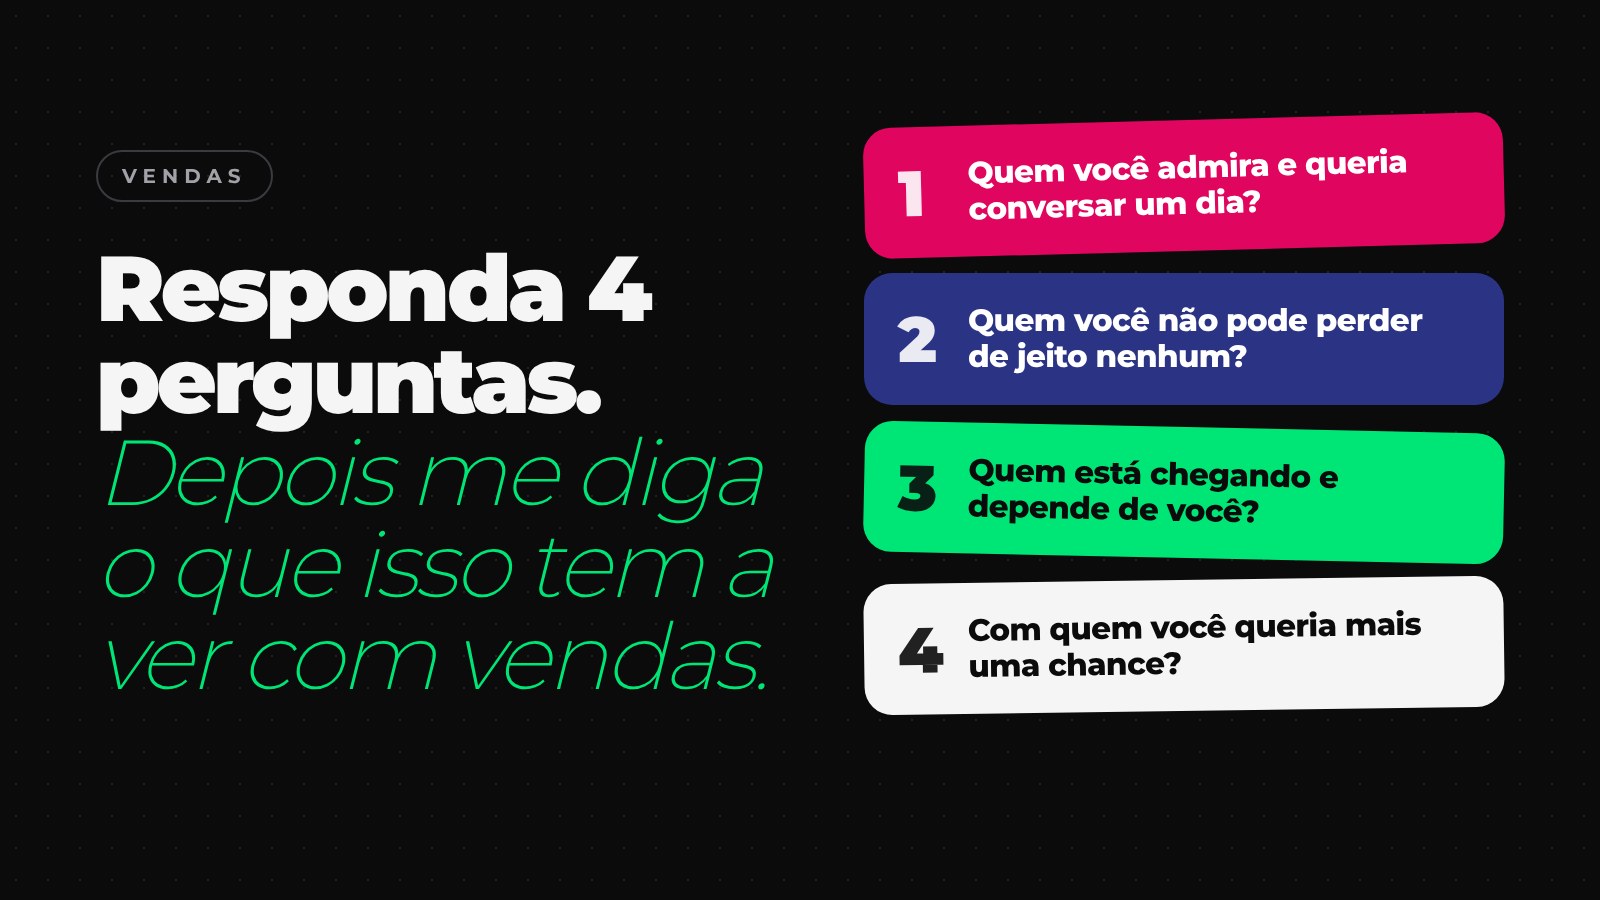 VENDAS
Responda 4
perguntas.
Depois me diga
o que isso tem a
ver com vendas.
1
Quem você admira e queria
conversar um dia?
2
Quem você não pode perder
de jeito nenhum?
3
Quem está chegando e
depende de você?
4
Com quem você queria mais
uma chance?